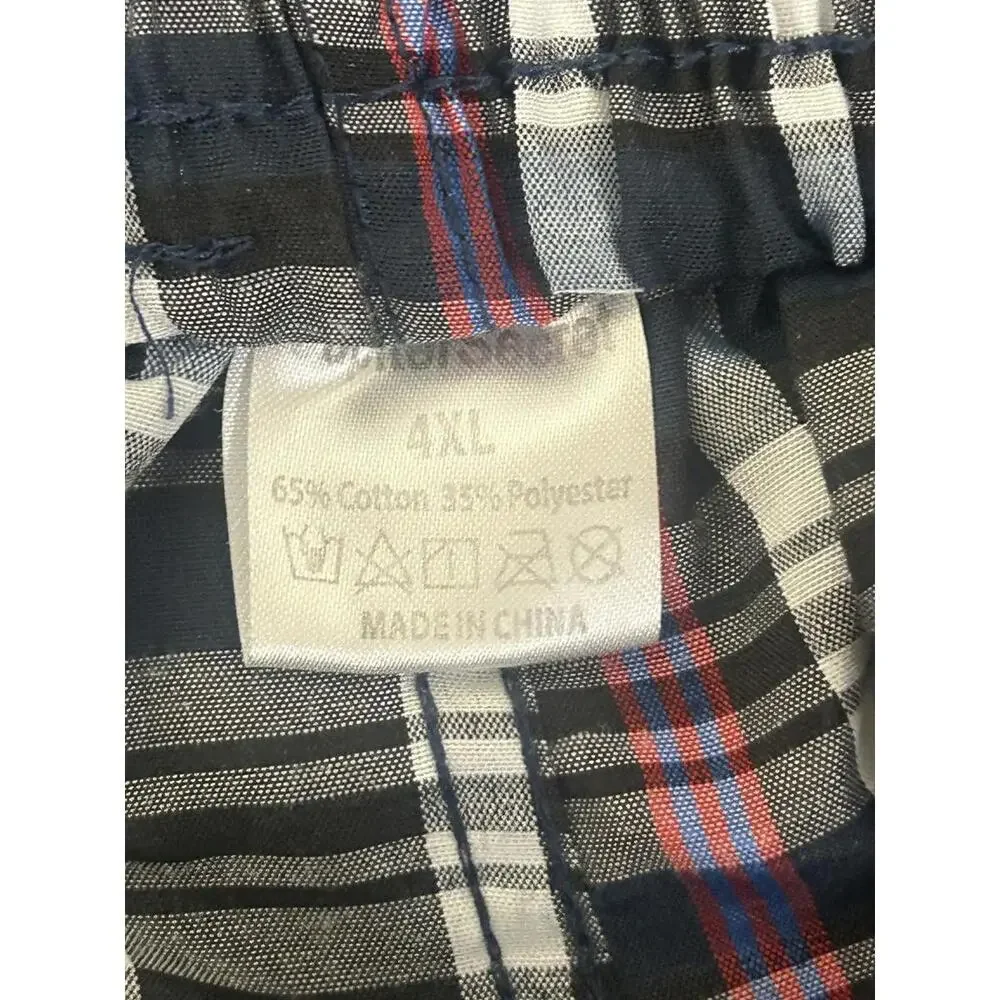 4XL
65% Cotton 35% Polyester
MADE IN CHINA